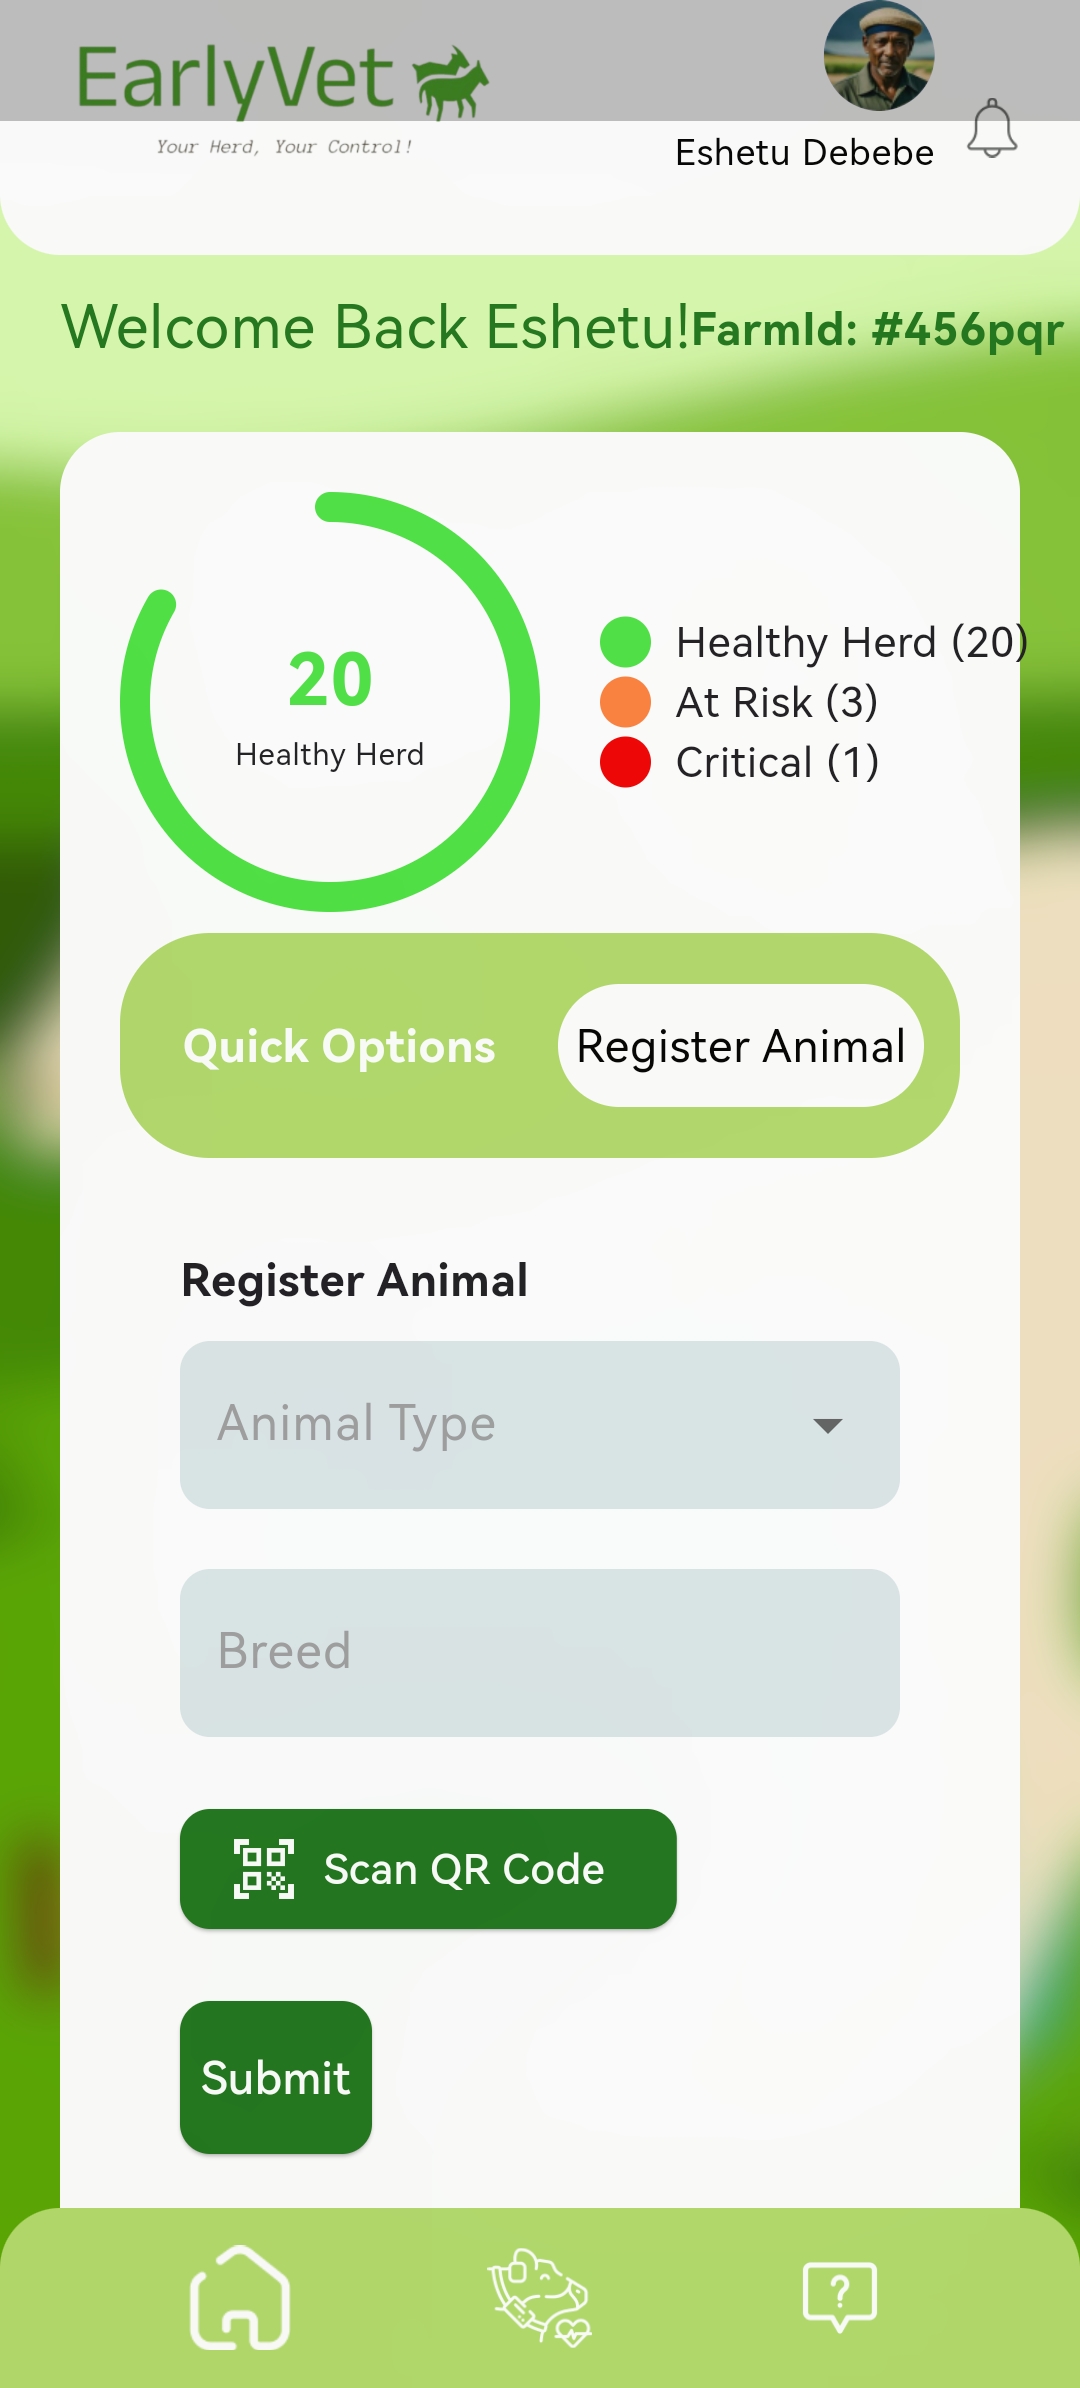 EarlyVet
Your Herd, Your Control!
Eshetu Debebe
Welcome Back Eshetu!FarmId: #456pqr
20
Healthy Herd
Healthy Herd (20)
At Risk (3)
Critical (1)
Quick Options
Register Animal
Register Animal
Animal Type
Breed
Scan QR Code
Submit
?